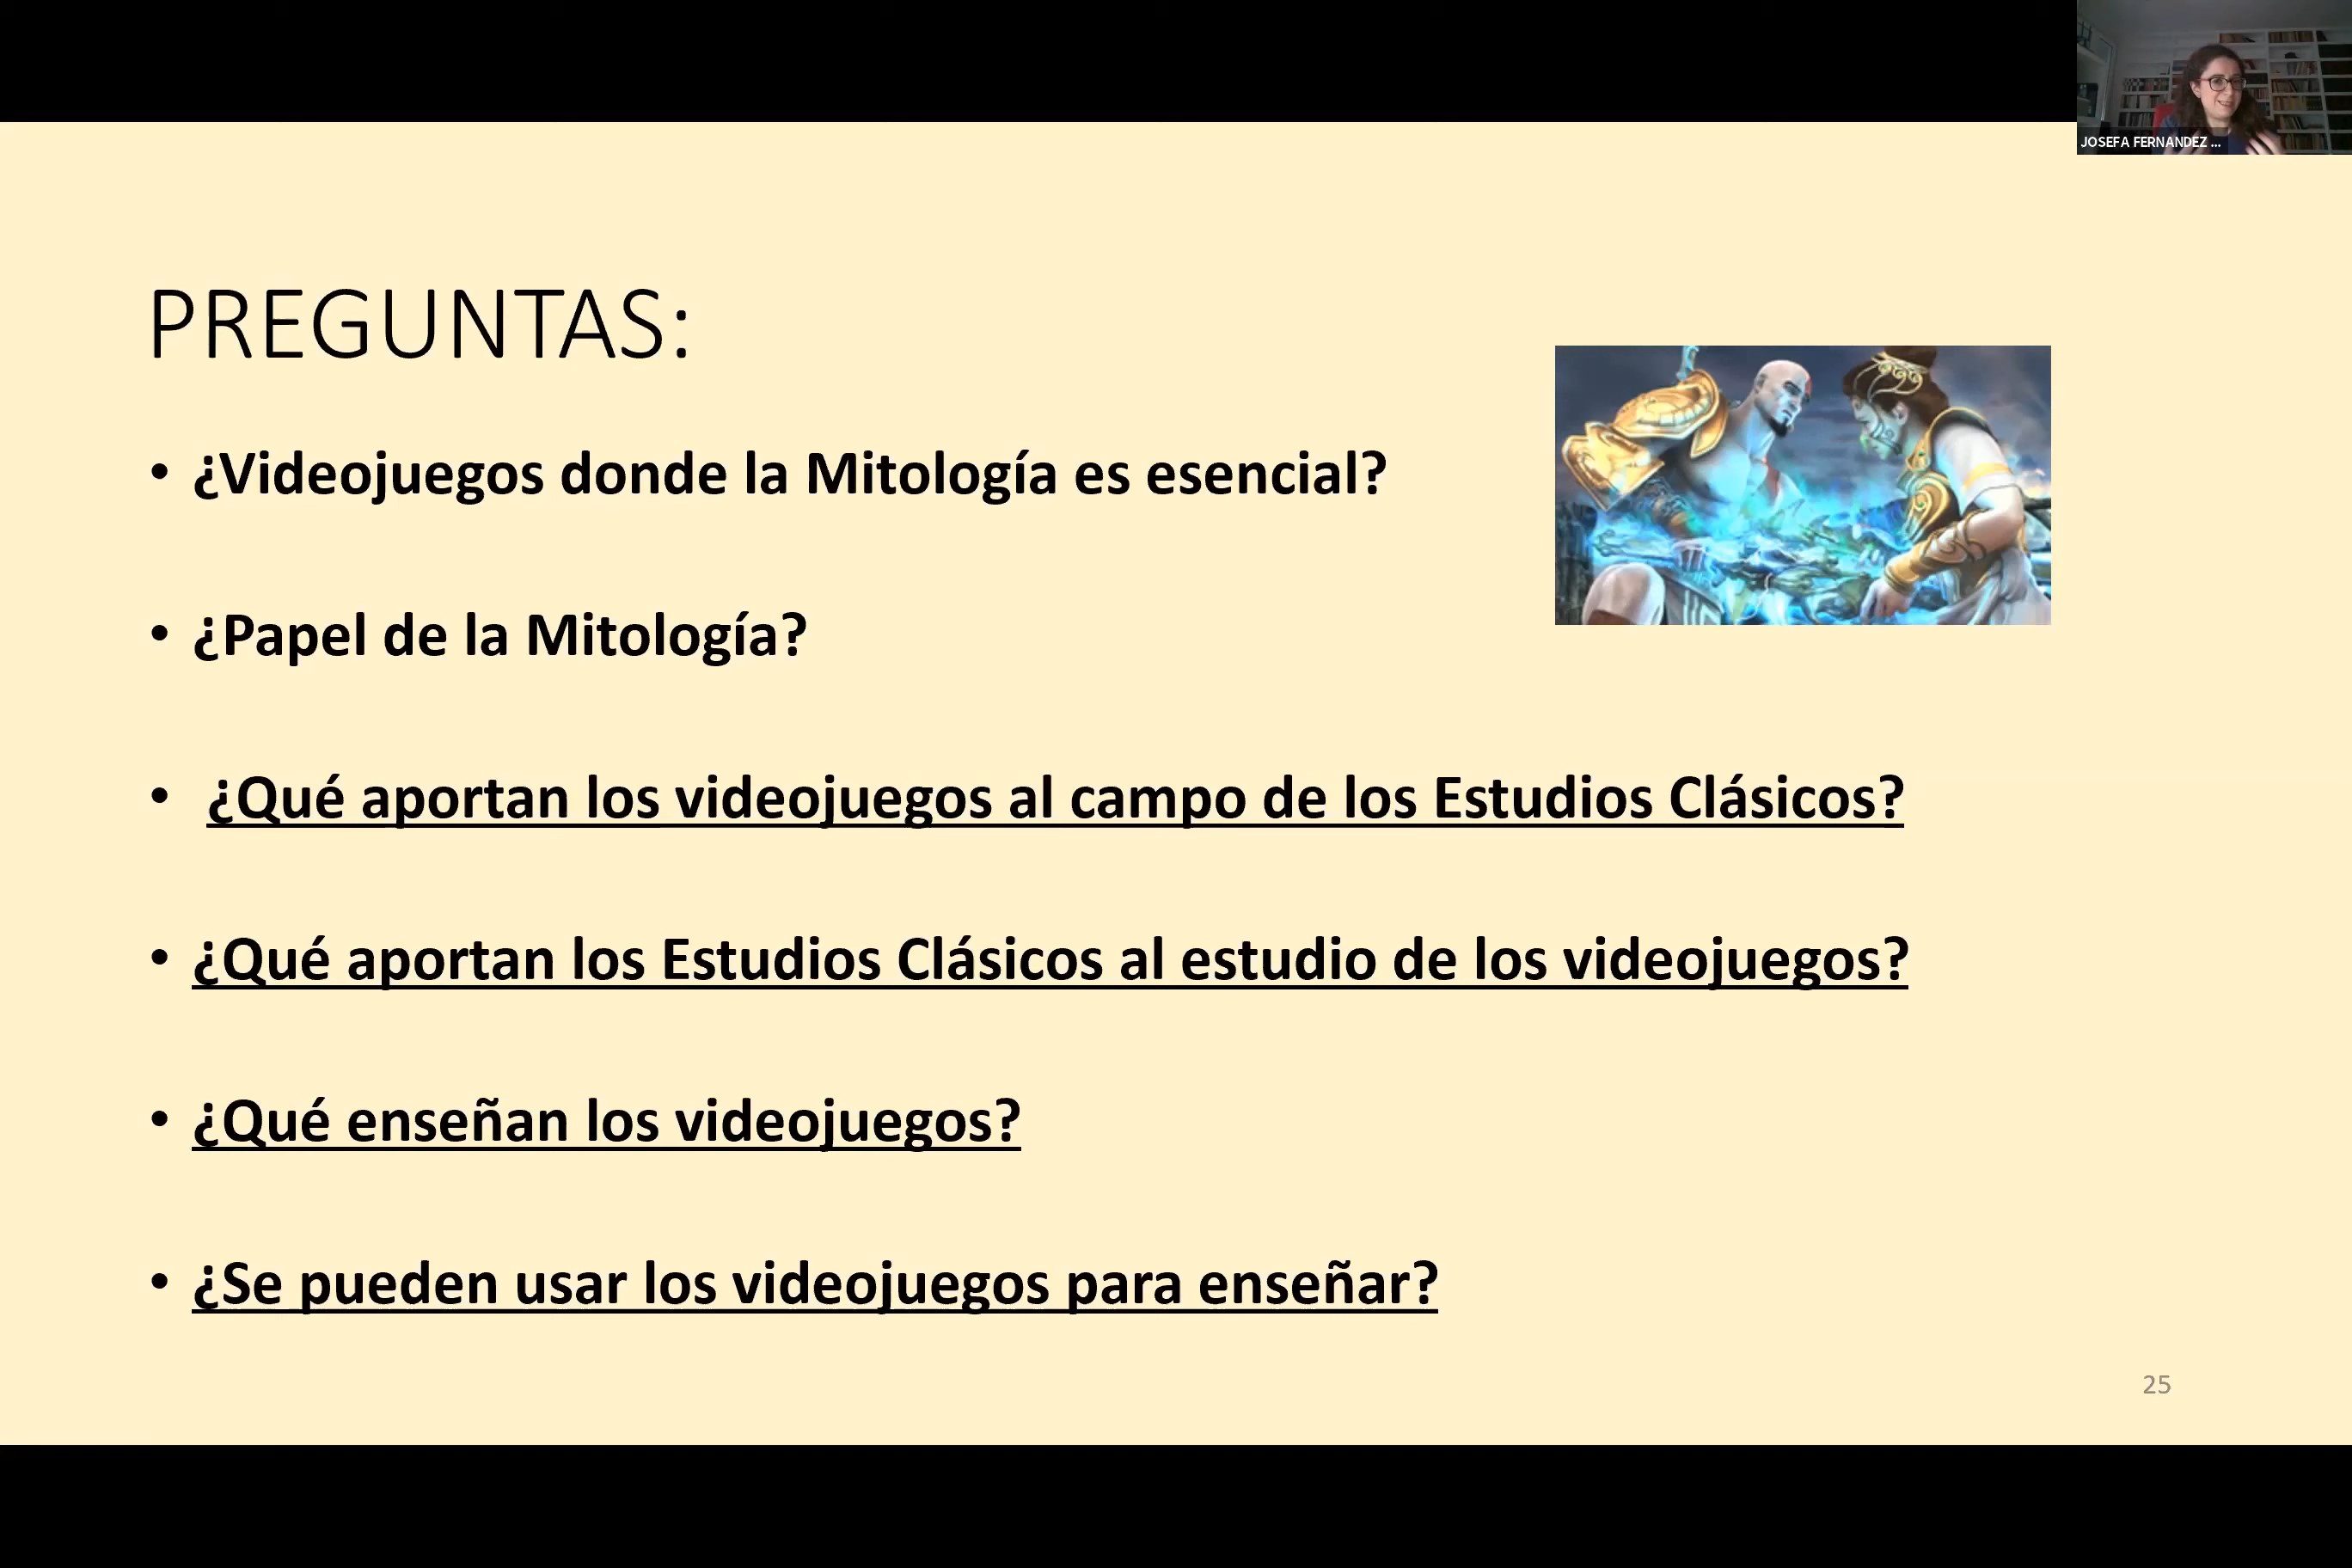 JOSEFA FERNANDEZ ...
PREGUNTAS:
• ¿Videojuegos donde la Mitología es esencial?
• ¿Papel de la Mitología?
• ¿Qué aportan los videojuegos al campo de los Estudios Clásicos?
• ¿Qué aportan los Estudios Clásicos al estudio de los videojuegos?
• ¿Qué enseñan los videojuegos?
• ¿Se pueden usar los videojuegos para enseñar?
25